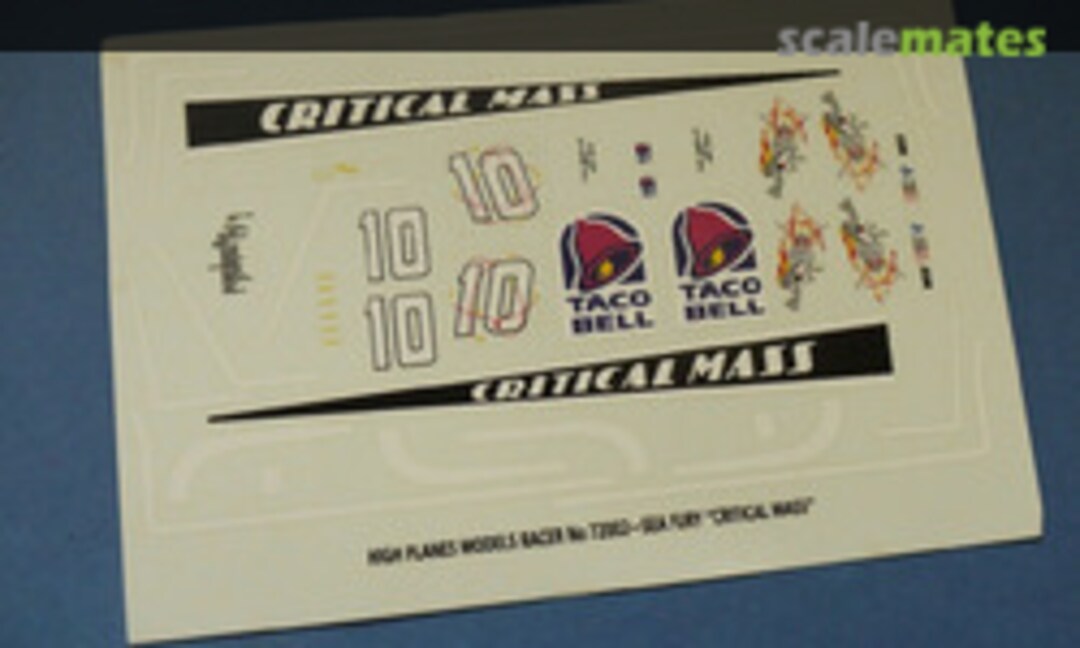 scalemates
CRITICAL MASS
10
10
10
10
TACO
BELL
TACO
BELL
CRITICAL MASS
HIGH PLANES MODELS RACER No 72002-SEA FURY "CRITICAL MASS"